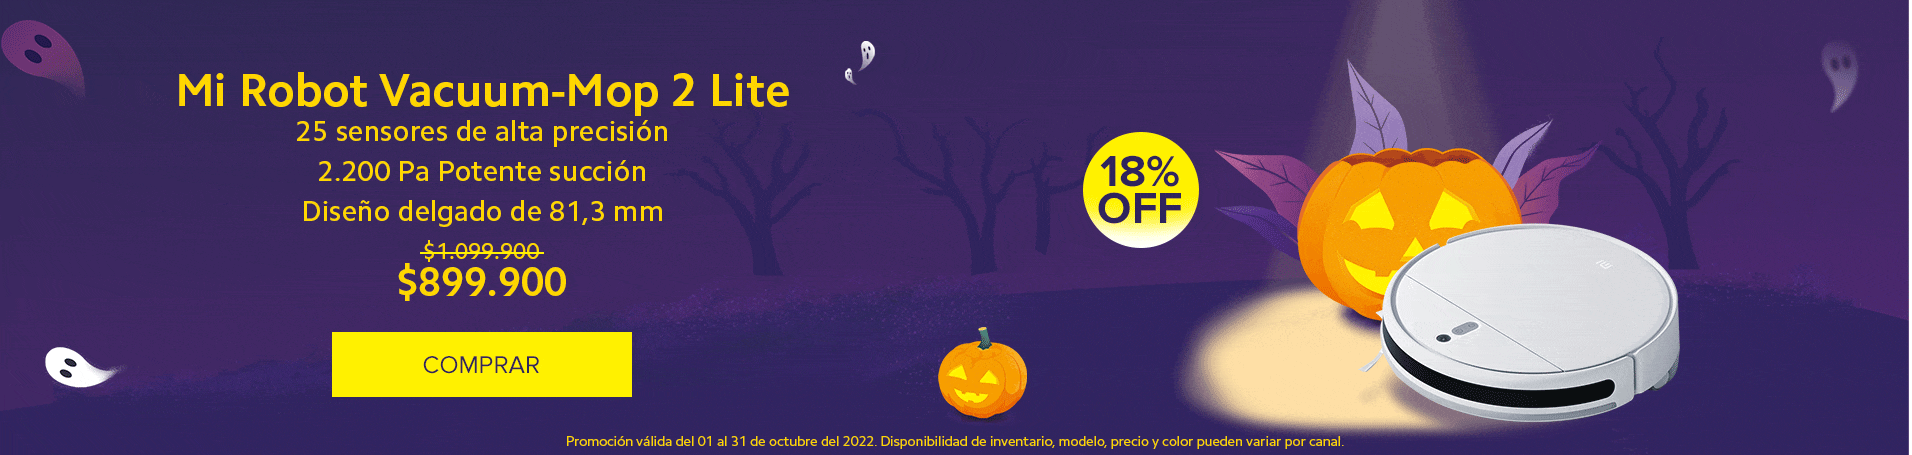 Mi Robot Vacuum-Mop 2 Lite
25 sensores de alta precisión
2.200 Pa Potente succión
Diseño delgado de 81,3 mm
$1.099.900
$899.900
COMPRAR
18%
OFF
Promoción válida del 01 al 31 de octubre del 2022. Disponibilidad de inventario, modelo, precio y color pueden variar por canal.